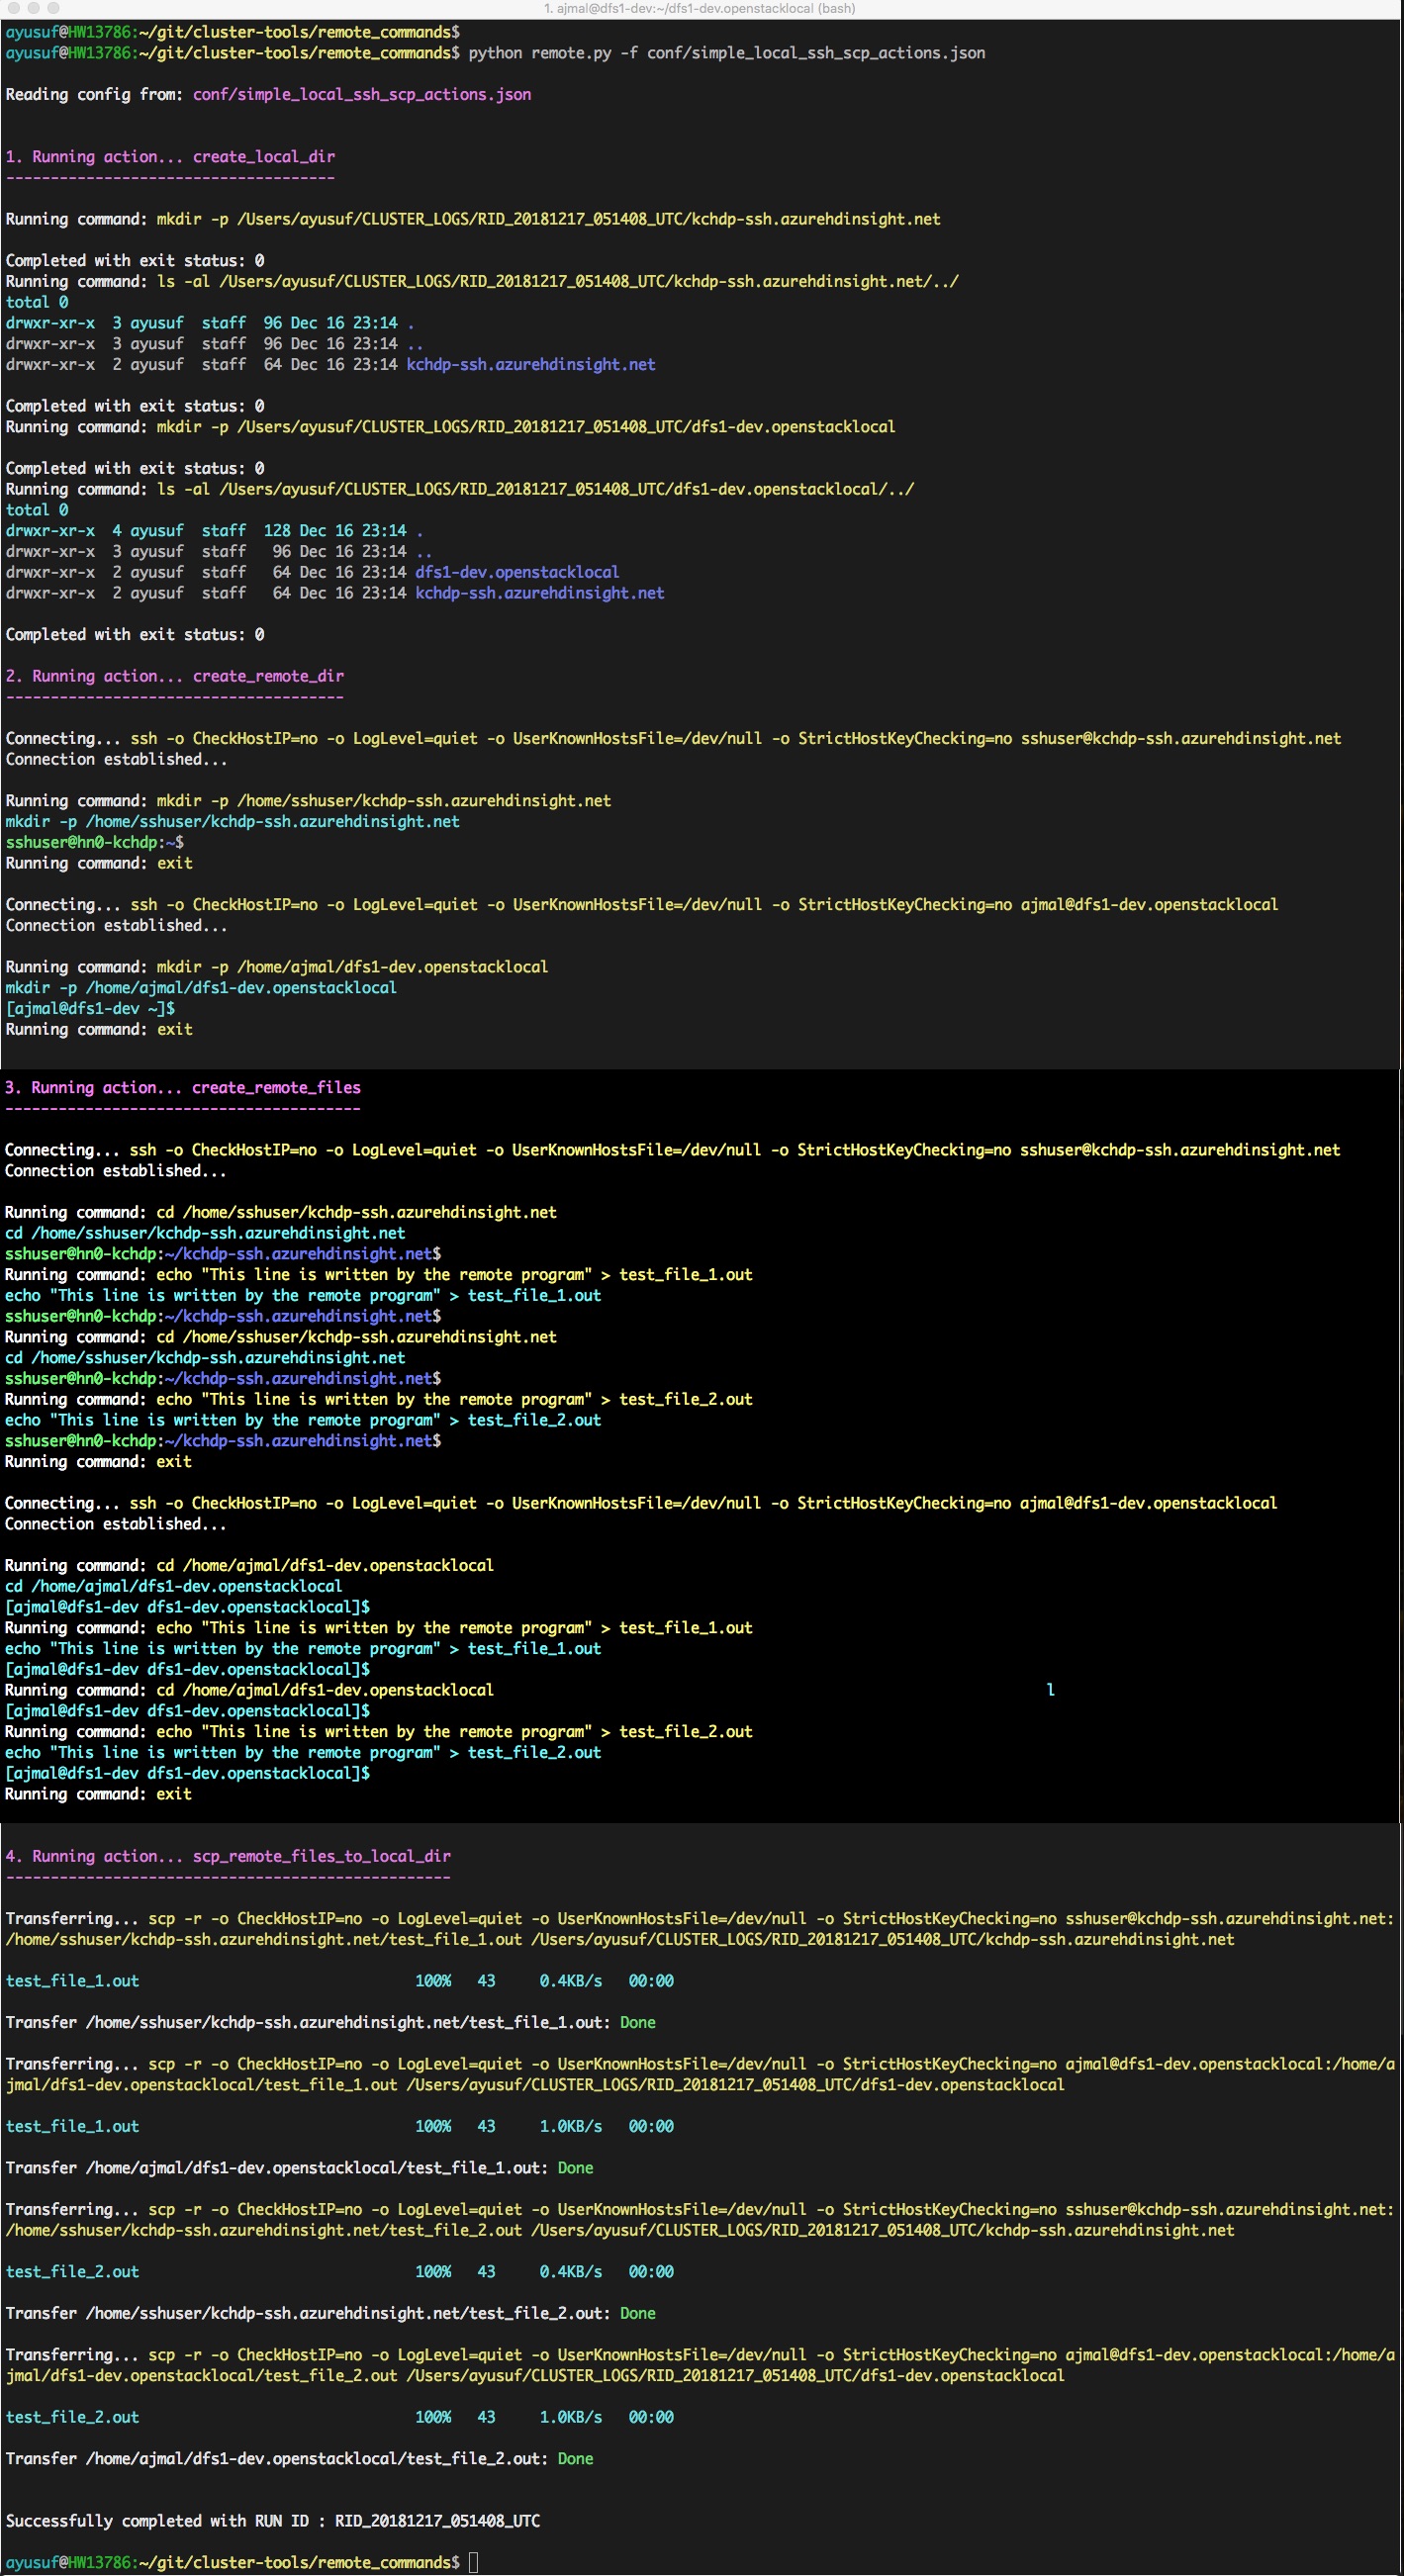 1. ajmal@dfs1-dev:~/dfs1-dev.openstacklocal (bash)
ayusuf@HW13786:~/git/cluster-tools/remote_commands$
ayusuf@HW13786:~/git/cluster-tools/remote_commands$ python remote.py -f conf/simple_local_ssh_scp_actions.json
Reading config from: conf/simple_local_ssh_scp_actions.json
1. Running action... create_local_dir
-------------------------------------
Running command: mkdir -p /Users/ayusuf/CLUSTER_LOGS/RID_20181217_051408_UTC/kchdp-ssh.azurehdinsight.net
Completed with exit status: 0
Running command: ls -al /Users/ayusuf/CLUSTER_LOGS/RID_20181217_051408_UTC/kchdp-ssh.azurehdinsight.net/../
total 0
drwxr-xr-x  3 ayusuf  staff  96 Dec 16 23:14 .
drwxr-xr-x  3 ayusuf  staff  96 Dec 16 23:14 ..
drwxr-xr-x  2 ayusuf  staff  64 Dec 16 23:14 kchdp-ssh.azurehdinsight.net
Completed with exit status: 0
Running command: mkdir -p /Users/ayusuf/CLUSTER_LOGS/RID_20181217_051408_UTC/dfs1-dev.openstacklocal
Completed with exit status: 0
Running command: ls -al /Users/ayusuf/CLUSTER_LOGS/RID_20181217_051408_UTC/dfs1-dev.openstacklocal/../
total 0
drwxr-xr-x  4 ayusuf  staff  128 Dec 16 23:14 .
drwxr-xr-x  3 ayusuf  staff   96 Dec 16 23:14 ..
drwxr-xr-x  2 ayusuf  staff   64 Dec 16 23:14 dfs1-dev.openstacklocal
drwxr-xr-x  2 ayusuf  staff   64 Dec 16 23:14 kchdp-ssh.azurehdinsight.net
Completed with exit status: 0
2. Running action... create_remote_dir
--------------------------------------
Connecting... ssh -o CheckHostIP=no -o LogLevel=quiet -o UserKnownHostsFile=/dev/null -o StrictHostKeyChecking=no sshuser@kchdp-ssh.azurehdinsight.net
Connection established...
Running command: mkdir -p /home/sshuser/kchdp-ssh.azurehdinsight.net
mkdir -p /home/sshuser/kchdp-ssh.azurehdinsight.net
sshuser@hn0-kchdp:~$
Running command: exit
Connecting... ssh -o CheckHostIP=no -o LogLevel=quiet -o UserKnownHostsFile=/dev/null -o StrictHostKeyChecking=no ajmal@dfs1-dev.openstacklocal
Connection established...
Running command: mkdir -p /home/ajmal/dfs1-dev.openstacklocal
mkdir -p /home/ajmal/dfs1-dev.openstacklocal
[ajmal@dfs1-dev ~]$
Running command: exit
3. Running action... create_remote_files
----------------------------------------
Connecting... ssh -o CheckHostIP=no -o LogLevel=quiet -o UserKnownHostsFile=/dev/null -o StrictHostKeyChecking=no sshuser@kchdp-ssh.azurehdinsight.net
Connection established...
Running command: cd /home/sshuser/kchdp-ssh.azurehdinsight.net
cd /home/sshuser/kchdp-ssh.azurehdinsight.net
sshuser@hn0-kchdp:~/kchdp-ssh.azurehdinsight.net$
Running command: echo "This line is written by the remote program" > test_file_1.out
echo "This line is written by the remote program" > test_file_1.out
sshuser@hn0-kchdp:~/kchdp-ssh.azurehdinsight.net$
Running command: cd /home/sshuser/kchdp-ssh.azurehdinsight.net
cd /home/sshuser/kchdp-ssh.azurehdinsight.net
sshuser@hn0-kchdp:~/kchdp-ssh.azurehdinsight.net$
Running command: echo "This line is written by the remote program" > test_file_2.out
echo "This line is written by the remote program" > test_file_2.out
sshuser@hn0-kchdp:~/kchdp-ssh.azurehdinsight.net$
Running command: exit
Connecting... ssh -o CheckHostIP=no -o LogLevel=quiet -o UserKnownHostsFile=/dev/null -o StrictHostKeyChecking=no ajmal@dfs1-dev.openstacklocal
Connection established...
Running command: cd /home/ajmal/dfs1-dev.openstacklocal
cd /home/ajmal/dfs1-dev.openstacklocal
[ajmal@dfs1-dev dfs1-dev.openstacklocal]$
Running command: echo "This line is written by the remote program" > test_file_1.out
echo "This line is written by the remote program" > test_file_1.out
[ajmal@dfs1-dev dfs1-dev.openstacklocal]$
Running command: cd /home/ajmal/dfs1-dev.openstacklocal l
[ajmal@dfs1-dev dfs1-dev.openstacklocal]$
Running command: echo "This line is written by the remote program" > test_file_2.out
echo "This line is written by the remote program" > test_file_2.out
[ajmal@dfs1-dev dfs1-dev.openstacklocal]$
Running command: exit
4. Running action... scp_remote_files_to_local_dir
--------------------------------------------------
Transferring... scp -r -o CheckHostIP=no -o LogLevel=quiet -o UserKnownHostsFile=/dev/null -o StrictHostKeyChecking=no sshuser@kchdp-ssh.azurehdinsight.net:
/home/sshuser/kchdp-ssh.azurehdinsight.net/test_file_1.out /Users/ayusuf/CLUSTER_LOGS/RID_20181217_051408_UTC/kchdp-ssh.azurehdinsight.net
test_file_1.out 100% 43 0.4KB/s 00:00
Transfer /home/sshuser/kchdp-ssh.azurehdinsight.net/test_file_1.out: Done
Transferring... scp -r -o CheckHostIP=no -o LogLevel=quiet -o UserKnownHostsFile=/dev/null -o StrictHostKeyChecking=no ajmal@dfs1-dev.openstacklocal:/home/a
jmal/dfs1-dev.openstacklocal/test_file_1.out /Users/ayusuf/CLUSTER_LOGS/RID_20181217_051408_UTC/dfs1-dev.openstacklocal
test_file_1.out 100% 43 1.0KB/s 00:00
Transfer /home/ajmal/dfs1-dev.openstacklocal/test_file_1.out: Done
Transferring... scp -r -o CheckHostIP=no -o LogLevel=quiet -o UserKnownHostsFile=/dev/null -o StrictHostKeyChecking=no sshuser@kchdp-ssh.azurehdinsight.net:
/home/sshuser/kchdp-ssh.azurehdinsight.net/test_file_2.out /Users/ayusuf/CLUSTER_LOGS/RID_20181217_051408_UTC/kchdp-ssh.azurehdinsight.net
test_file_2.out 100% 43 0.4KB/s 00:00
Transfer /home/sshuser/kchdp-ssh.azurehdinsight.net/test_file_2.out: Done
Transferring... scp -r -o CheckHostIP=no -o LogLevel=quiet -o UserKnownHostsFile=/dev/null -o StrictHostKeyChecking=no ajmal@dfs1-dev.openstacklocal:/home/a
jmal/dfs1-dev.openstacklocal/test_file_2.out /Users/ayusuf/CLUSTER_LOGS/RID_20181217_051408_UTC/dfs1-dev.openstacklocal
test_file_2.out 100% 43 1.0KB/s 00:00
Transfer /home/ajmal/dfs1-dev.openstacklocal/test_file_2.out: Done
Successfully completed with RUN ID : RID_20181217_051408_UTC
ayusuf@HW13786:~/git/cluster-tools/remote_commands$